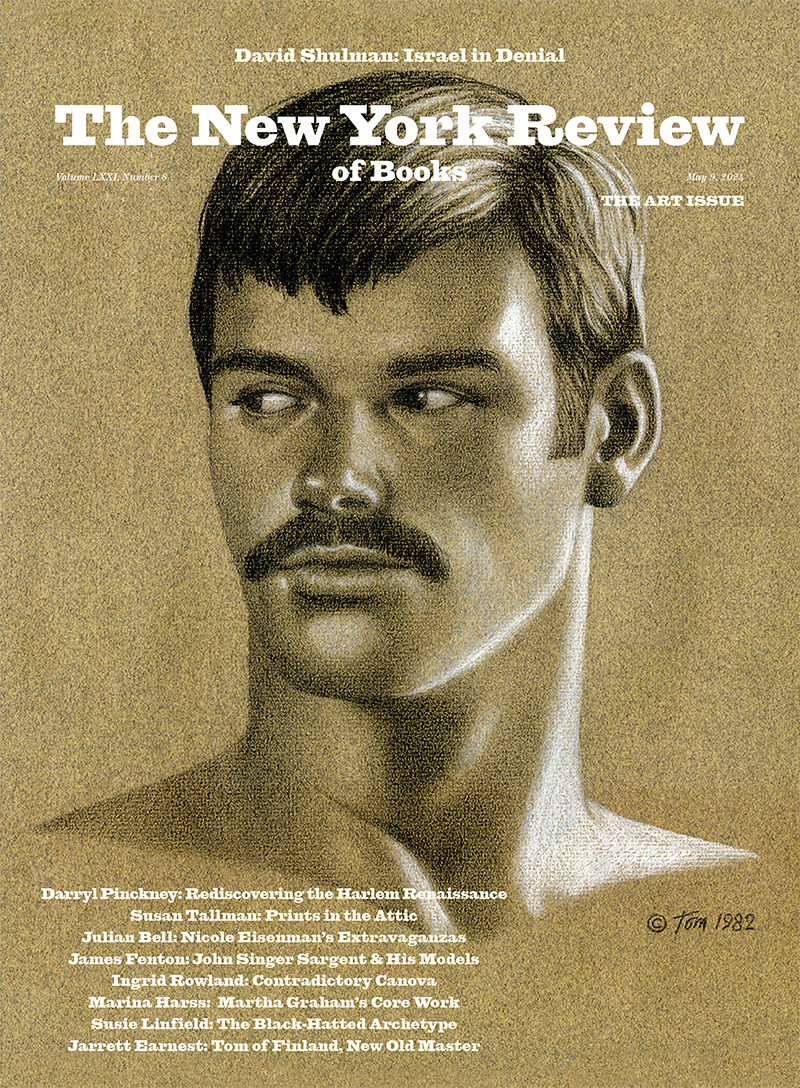 David Shulman: Israel in Denial
The New York Review
of Books
Volume LXXI, Number 8
May 9, 2024
THE ART ISSUE
Darryl Pinckney: Rediscovering the Harlem Renaissance
Susan Tallman: Prints in the Attic
Julian Bell: Nicole Eisenman’s Extravaganzas
James Fenton: John Singer Sargent & His Models
Ingrid Rowland: Contradictory Canova
Marina Harss: Martha Graham’s Core Work
Susie Linfield: The Black-Hatted Archetype
Jarrett Earnest: Tom of Finland, New Old Master
© Tom 1982